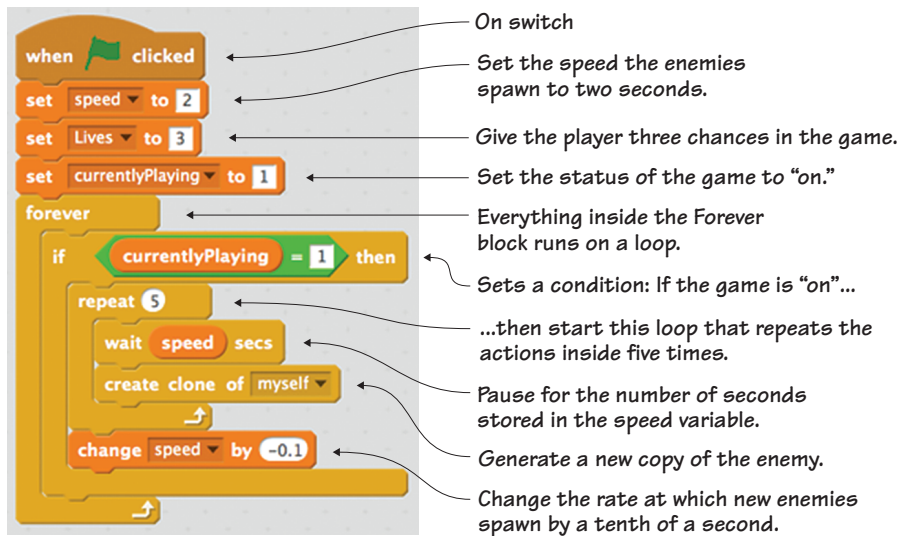 when clicked
set speed to 2
set Lives to 3
set currentlyPlaying to 1
forever
if currentlyPlaying = 1 then
repeat 5
wait speed secs
create clone of myself
change speed by -0.1
On switch
Set the speed the enemies
spawn to two seconds.
Give the player three chances in the game.
Set the status of the game to “on.”
Everything inside the Forever
block runs on a loop.
Sets a condition: If the game is “on”...
...then start this loop that repeats the
actions inside five times.
Pause for the number of seconds
stored in the speed variable.
Generate a new copy of the enemy.
Change the rate at which new enemies
spawn by a tenth of a second.